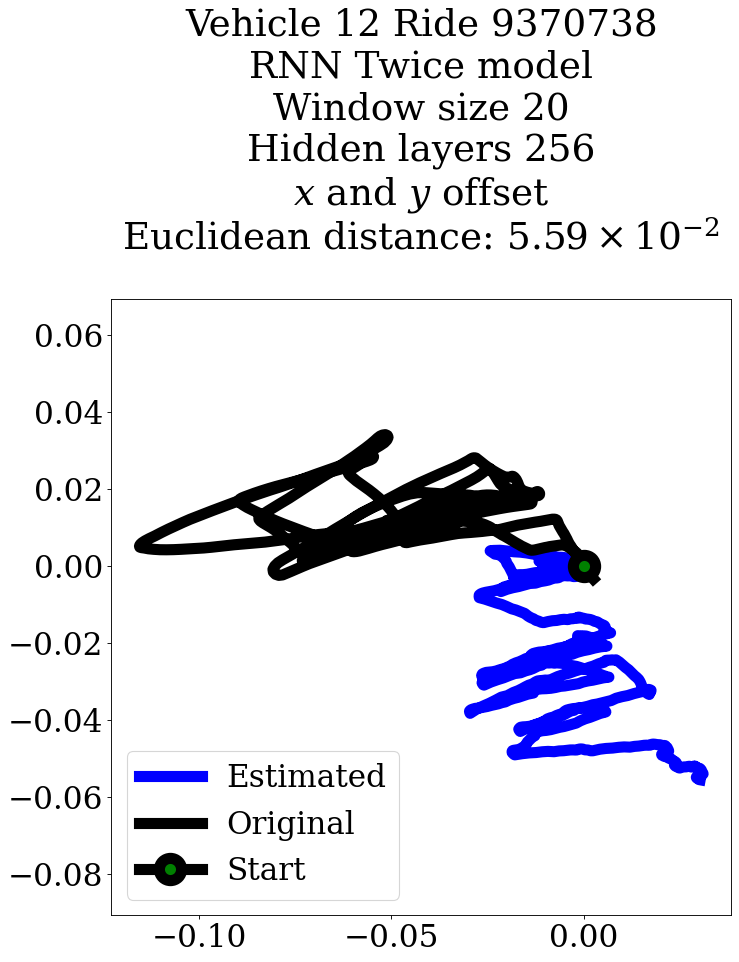 Vehicle 12 Ride 9370738
RNN Twice model
Window size 20
Hidden layers 256
x and y offset
Euclidean distance: 5.59 × 10⁻²
0.06
0.04
0.02
0.00
−0.02
−0.04
−0.06
−0.08
Estimated
Original
Start
−0.10
−0.05
0.00